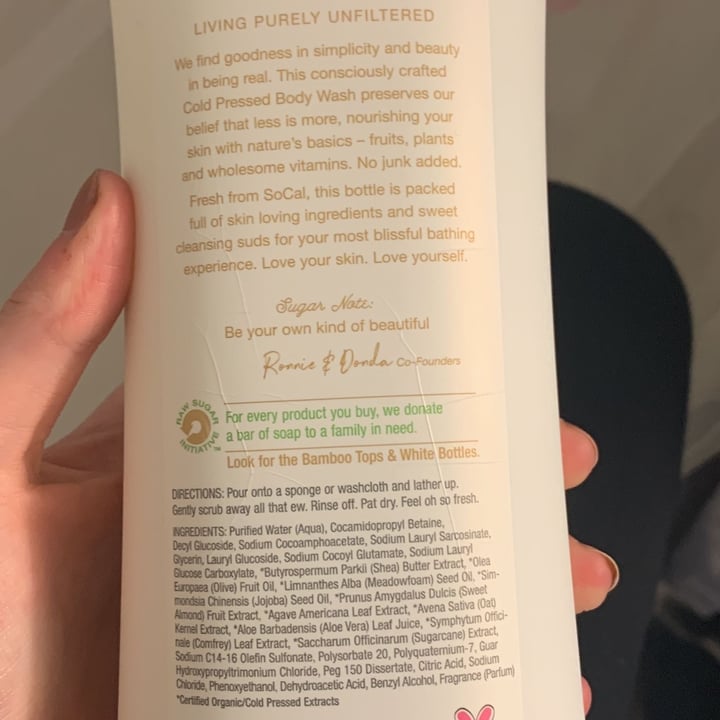 LIVING PURELY UNFILTERED
We find goodness in simplicity and beauty
in being real. This consciously crafted
Cold Pressed Body Wash preserves our
belief that less is more, nourishing your
skin with nature's basics – fruits, plants
and wholesome vitamins. No junk added.
Fresh from SoCal, this bottle is packed
full of skin loving ingredients and sweet
cleansing suds for your most blissful bathing
experience. Love your skin. Love yourself.
Sugar Note:
Be your own kind of beautiful
Ronnie & Donda Co-Founders
RAW SUGAR INITIATIVE™
For every product you buy, we donate
a bar of soap to a family in need.
Look for the Bamboo Tops & White Bottles.
DIRECTIONS: Pour onto a sponge or washcloth and lather up.
Gently scrub away all that ew. Rinse off. Pat dry. Feel oh so fresh.
INGREDIENTS: Purified Water (Aqua), Cocamidopropyl Betaine,
Decyl Glucoside, Sodium Cocoamphoacetate, Sodium Lauryl Sarcosinate,
Glycerin, Lauryl Glucoside, Sodium Cocoyl Glutamate, Sodium Lauryl
Glucose Carboxylate, *Butyrospermum Parkii (Shea) Butter Extract, *Olea
Europaea (Olive) Fruit Oil, *Limnanthes Alba (Meadowfoam) Seed Oil, *Sim-
mondsia Chinensis (Jojoba) Seed Oil, *Prunus Amygdalus Dulcis (Sweet
Almond) Fruit Extract, *Agave Americana Leaf Extract, *Avena Sativa (Oat)
Kernel Extract, *Aloe Barbadensis (Aloe Vera) Leaf Juice, *Symphytum Offici-
nale (Comfrey) Leaf Extract, *Saccharum Officinarum (Sugarcane) Extract,
Sodium C14-16 Olefin Sulfonate, Polysorbate 20, Polyquaternium-7, Guar
Hydroxypropyltrimonium Chloride, Peg 150 Dissertate, Citric Acid, Sodium
Chloride, Phenoxyethanol, Dehydroacetic Acid, Benzyl Alcohol, Fragrance (Parfum)
*Certified Organic/Cold Pressed Extracts